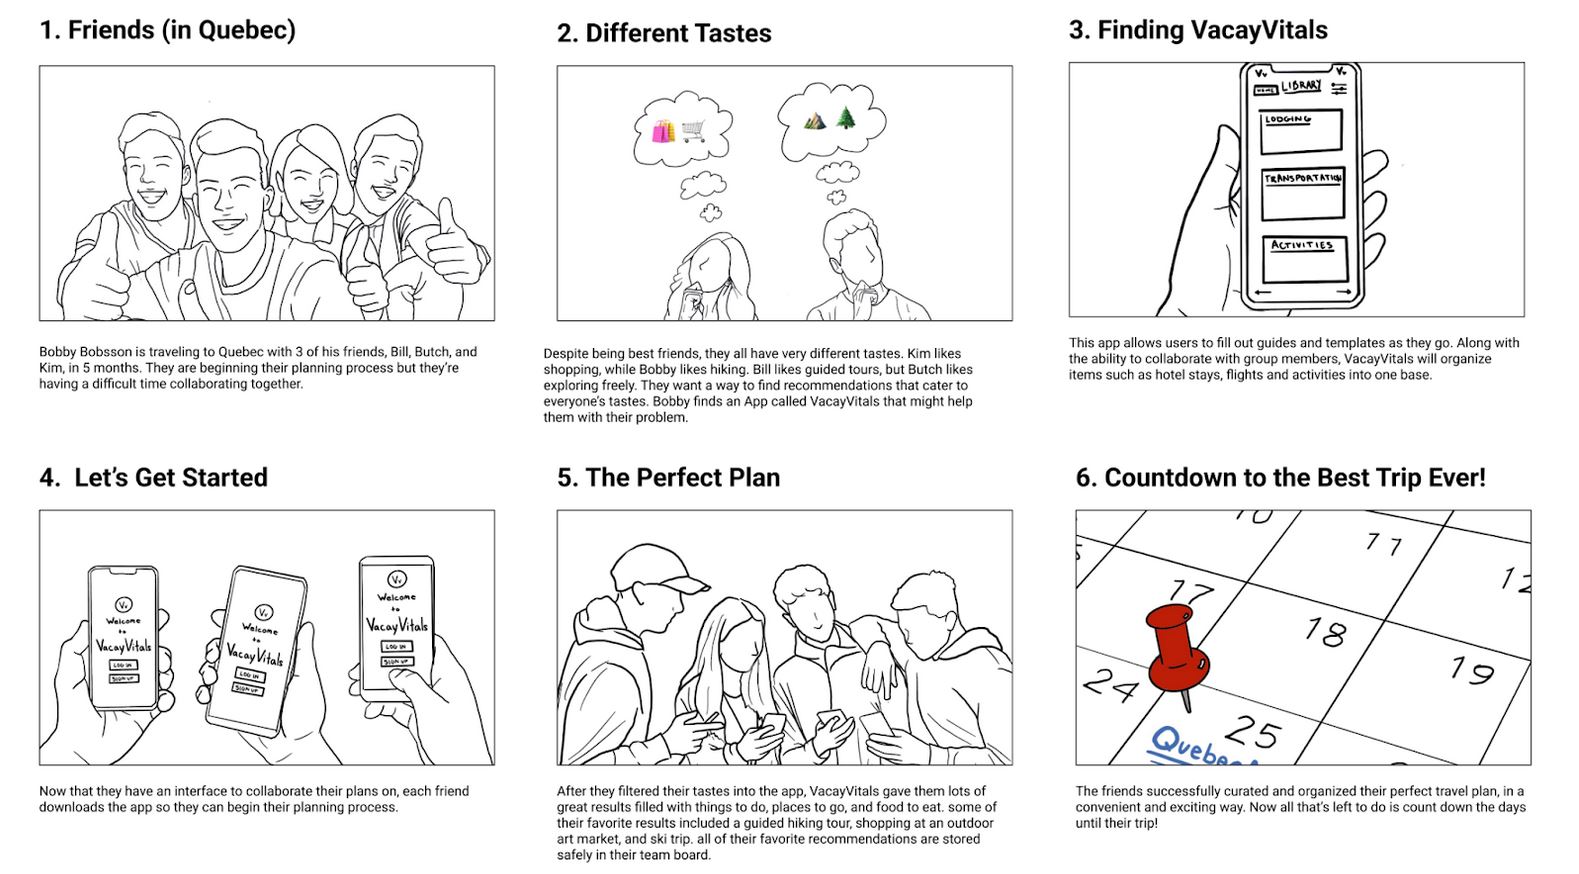 1. Friends (in Quebec)
Bobby Bobsson is traveling to Quebec with 3 of his friends, Bill, Butch, and
Kim, in 5 months. They are beginning their planning process but they're
having a difficult time collaborating together.
2. Different Tastes
Despite being best friends, they all have very different tastes. Kim likes
shopping, while Bobby likes hiking. Bill likes guided tours, but Butch likes
exploring freely. They want a way to find recommendations that cater to
everyone's tastes. Bobby finds an App called VacayVitals that might help
them with their problem.
3. Finding VacayVitals
Vv
Vv
HOME
LIBRARY
LODGING
TRANSPORTATION
ACTIVITIES
This app allows users to fill out guides and templates as they go. Along with
the ability to collaborate with group members, VacayVitals will organize
items such as hotel stays, flights and activities into one base.
4. Let's Get Started
Vv
Welcome
to
VacayVitals
LOG IN
SIGN UP
Vv
Welcome
to
VacayVitals
LOG IN
SIGN UP
Vv
Welcome
to
VacayVitals
LOG IN
SIGN UP
Now that they have an interface to collaborate their plans on, each friend
downloads the app so they can begin their planning process.
5. The Perfect Plan
After they filtered their tastes into the app, VacayVitals gave them lots of
great results filled with things to do, places to go, and food to eat. some of
their favorite results included a guided hiking tour, shopping at an outdoor
art market, and ski trip. all of their favorite recommendations are stored
safely in their team board.
6. Countdown to the Best Trip Ever!
10
11
12
17
18
19
24
25
Quebec
The friends successfully curated and organized their perfect travel plan, in a
convenient and exciting way. Now all that's left to do is count down the days
until their trip!